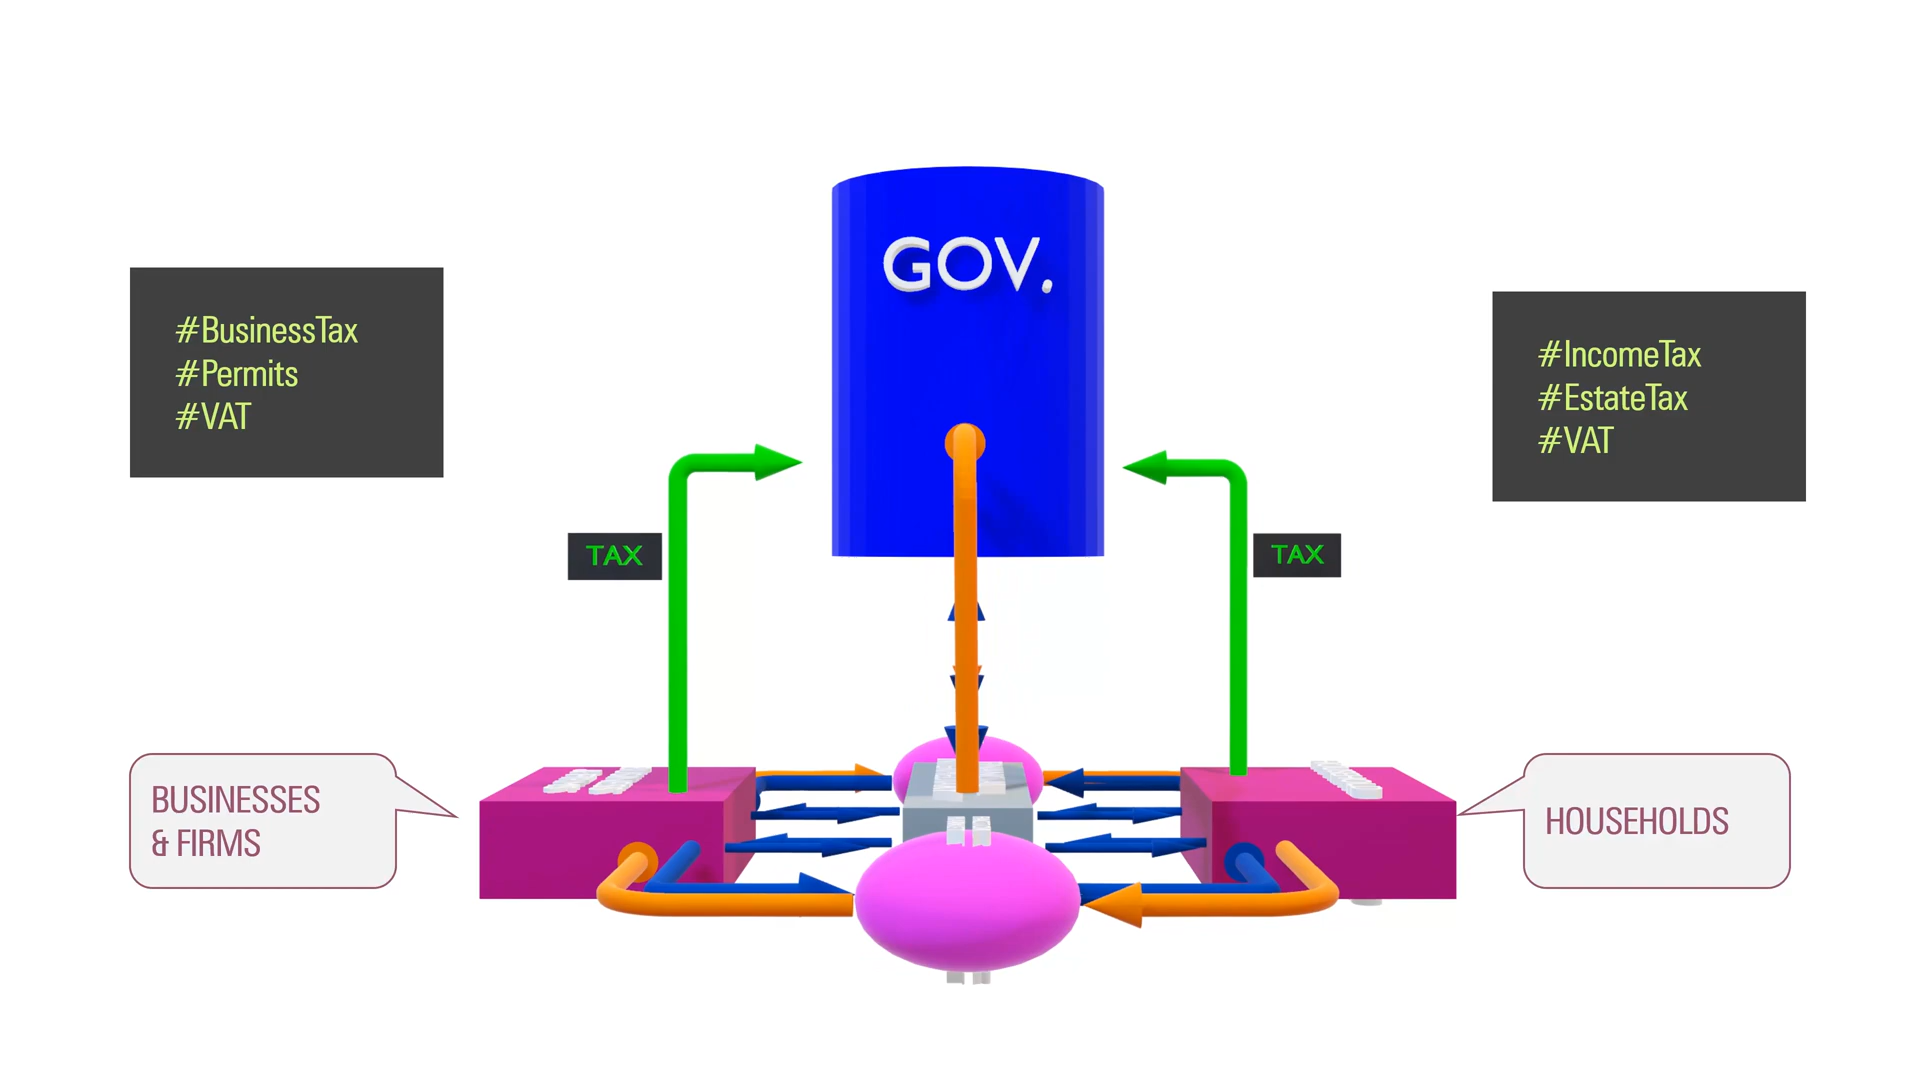 GOV.
#BusinessTax
#Permits
#VAT
#IncomeTax
#EstateTax
#VAT
TAX
TAX
BUSINESSES
& FIRMS
HOUSEHOLDS